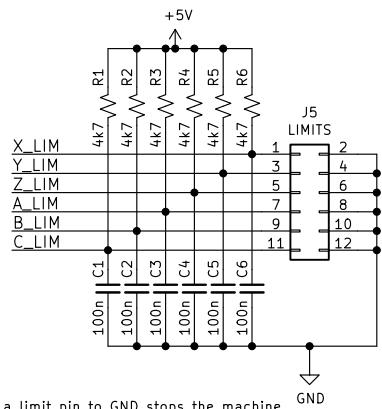 +5V
R1 R2 R3 R4 R5 R6
4k7 4k7 4k7 4k7 4k7 4k7
J5
LIMITS
X_LIM 1 2
Y_LIM 3 4
Z_LIM 5 6
A_LIM 7 8
B_LIM 9 10
C_LIM 11 12
C1 C2 C3 C4 C5 C6
100n 100n 100n 100n 100n 100n
GND
a limit pin to GND stops the machine